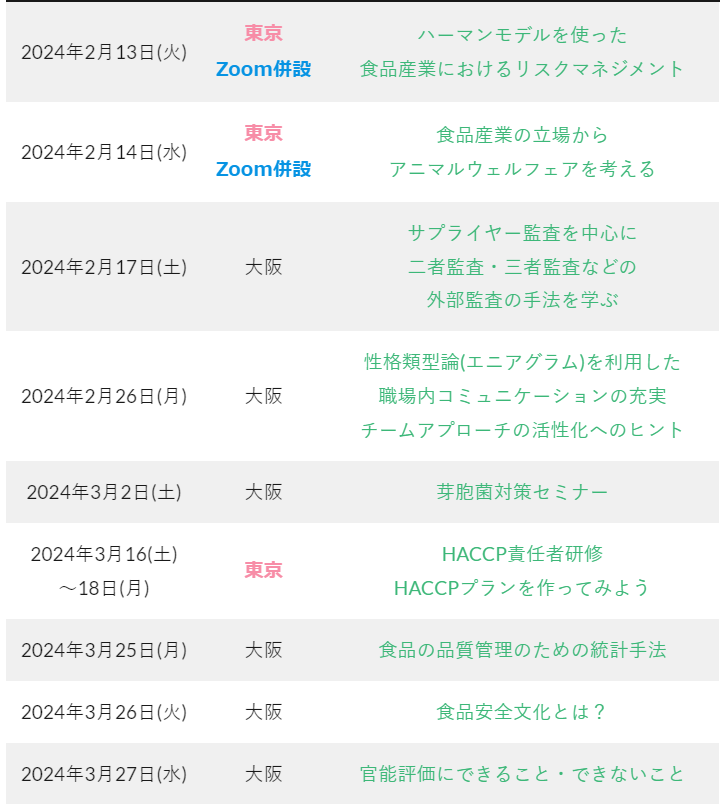 2024年2月13日(火)
東京
Zoom併設
ハーマンモデルを使った
食品産業におけるリスクマネジメント
2024年2月14日(水)
東京
Zoom併設
食品産業の立場から
アニマルウェルフェアを考える
2024年2月17日(土)
大阪
サプライヤー監査を中心に
二者監査・三者監査などの
外部監査の手法を学ぶ
2024年2月26日(月)
大阪
性格類型論(エニアグラム)を利用した
職場内コミュニケーションの充実
チームアプローチの活性化へのヒント
2024年3月2日(土)
大阪
芽胞菌対策セミナー
2024年3月16(土)
～18日(月)
東京
HACCP責任者研修
HACCPプランを作ってみよう
2024年3月25日(月)
大阪
食品の品質管理のための統計手法
2024年3月26日(火)
大阪
食品安全文化とは？
2024年3月27日(水)
大阪
官能評価にできること・できないこと